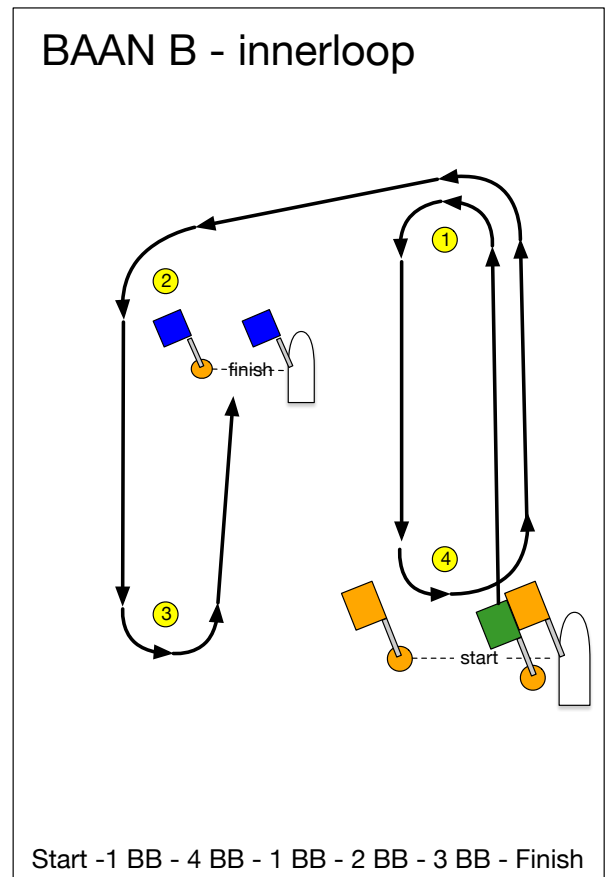 BAAN B - innerloop
1
2
finish
4
3
start
Start -1 BB - 4 BB - 1 BB - 2 BB - 3 BB - Finish